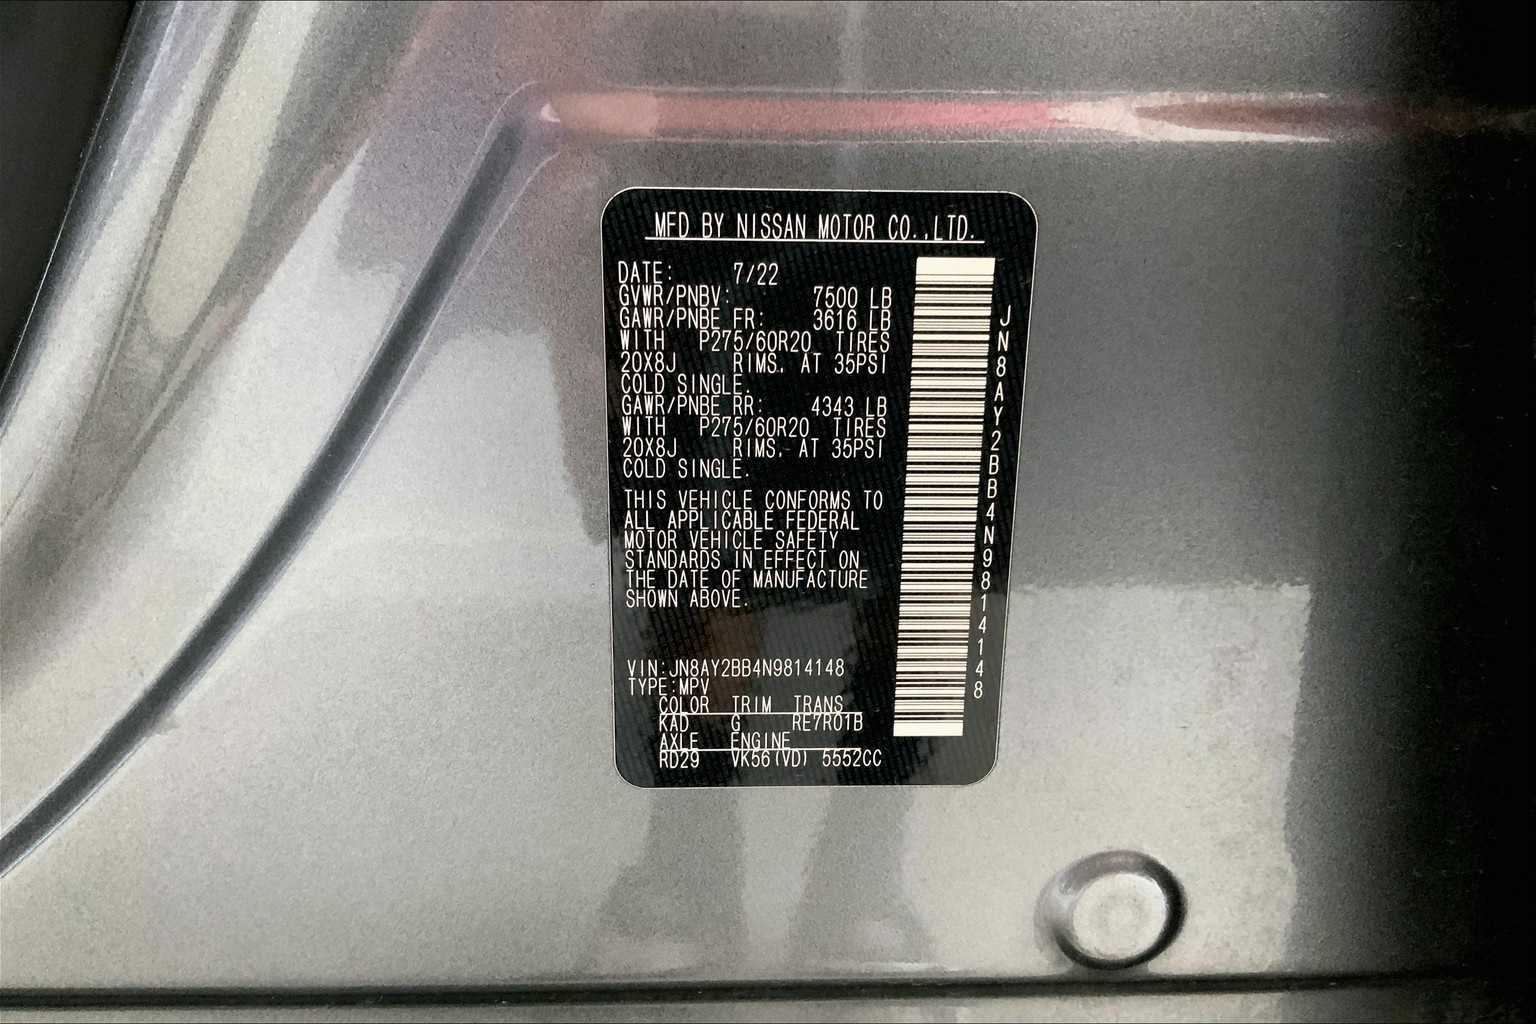 MFD BY NISSAN MOTOR CO.,LTD.
DATE: 7/22
GVWR/PNBV: 7500 LB
GAWR/PNBE FR: 3616 LB
WITH P275/60R20 TIRES
20X8J RIMS. AT 35PSI
COLD SINGLE.
GAWR/PNBE RR: 4343 LB
WITH P275/60R20 TIRES
20X8J RIMS. AT 35PSI
COLD SINGLE.
THIS VEHICLE CONFORMS TO
ALL APPLICABLE FEDERAL
MOTOR VEHICLE SAFETY
STANDARDS IN EFFECT ON
THE DATE OF MANUFACTURE
SHOWN ABOVE.
VIN:JN8AY2BB4N9814148
TYPE:MPV
COLOR TRIM TRANS
KAD G RE7R01B
AXLE ENGINE
RD29 VK56(VD) 5552CC
JN8AY2BB4N9814148